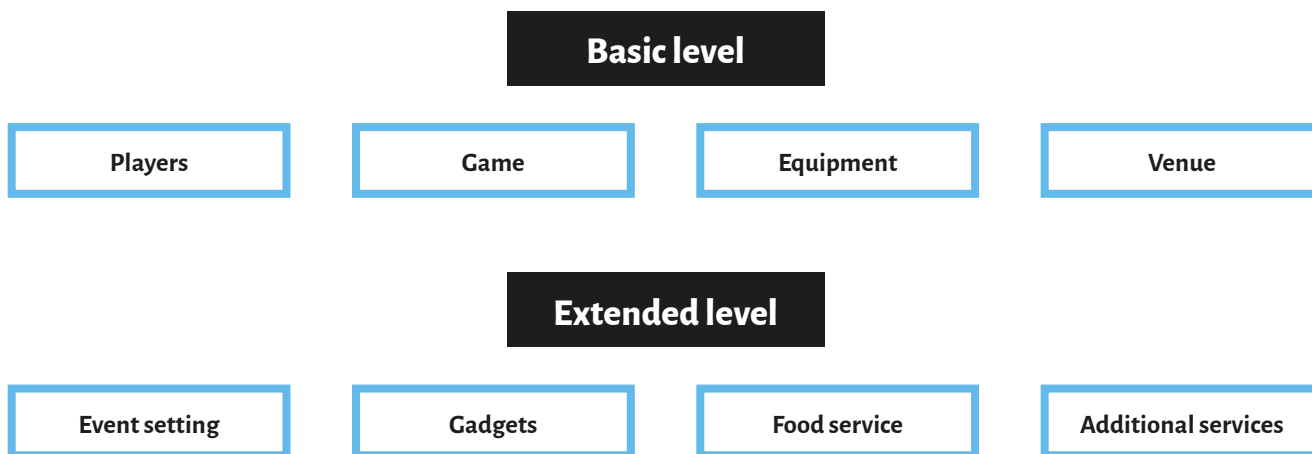 Basic level
Players
Game
Equipment
Venue
Extended level
Event setting
Gadgets
Food service
Additional services